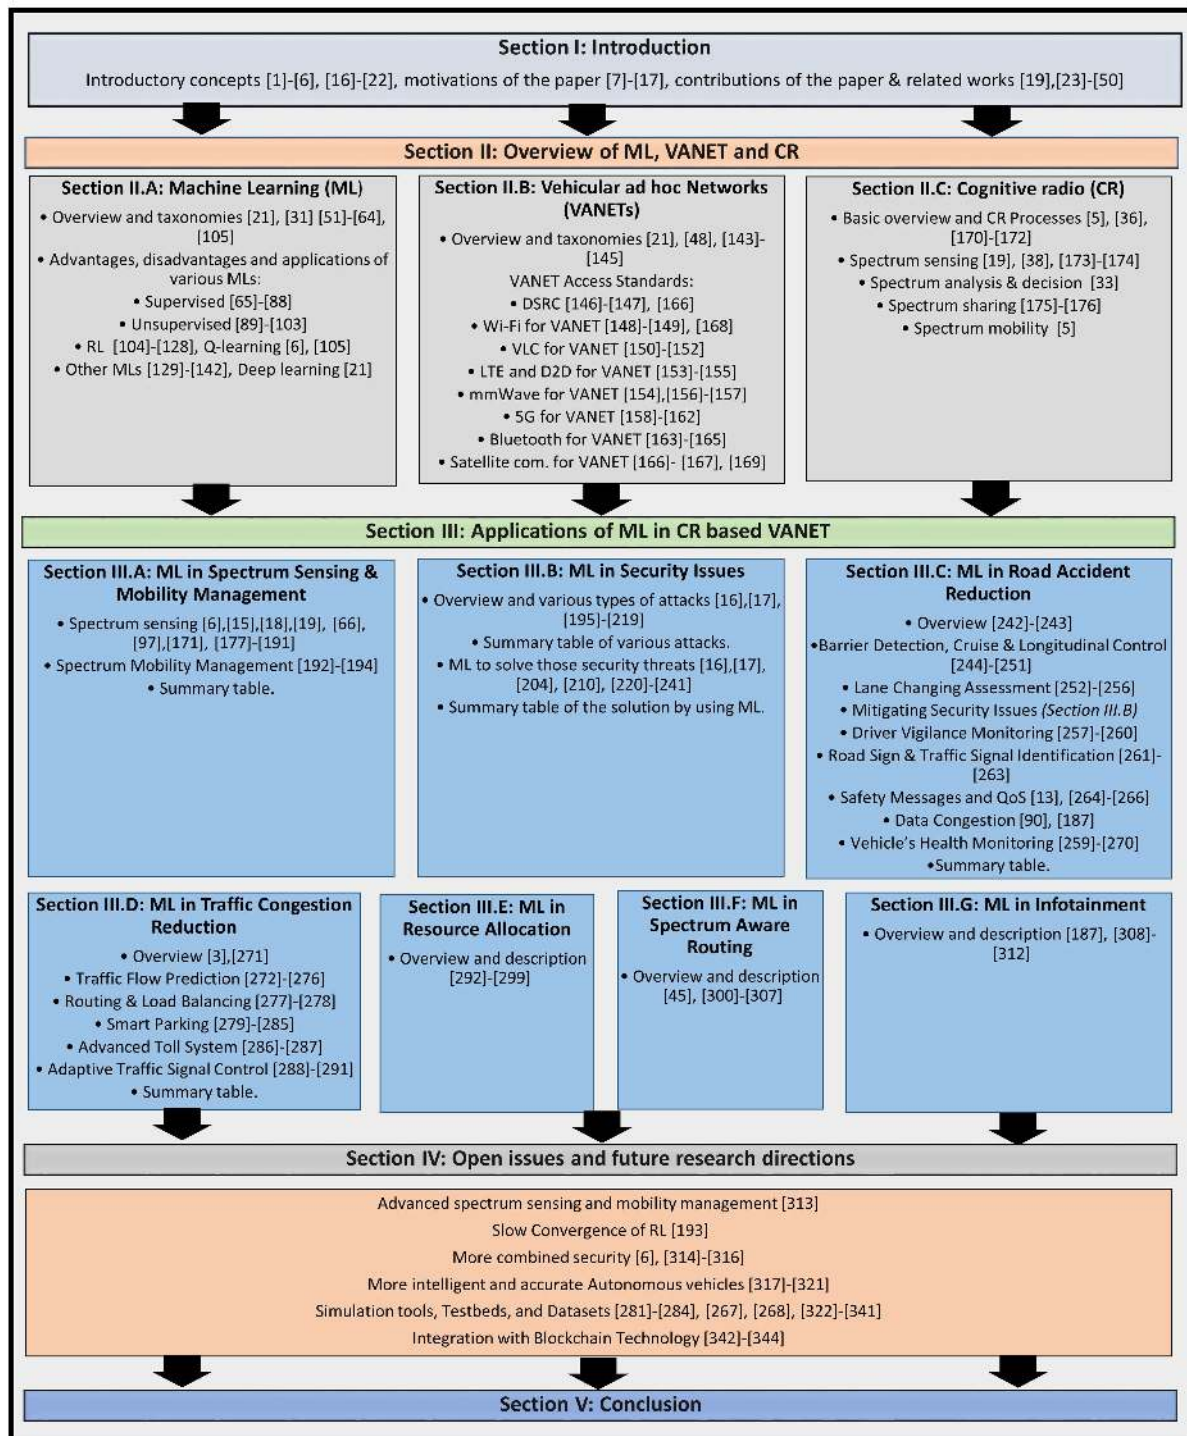 Section I: Introduction
Introductory concepts [1]-[6], [16]-[22], motivations of the paper [7]-[17], contributions of the paper & related works [19],[23]-[50]
Section II: Overview of ML, VANET and CR
Section II.A: Machine Learning (ML)
• Overview and taxonomies [21], [31] [51]-[64],
[105]
• Advantages, disadvantages and applications of
various MLs:
• Supervised [65]-[88]
• Unsupervised [89]-[103]
• RL [104]-[128], Q-learning [6], [105]
• Other MLs [129]-[142], Deep learning [21]
Section II.B: Vehicular ad hoc Networks
(VANETs)
• Overview and taxonomies [21], [48], [143]-
[145]
VANET Access Standards:
• DSRC [146]-[147], [166]
• Wi-Fi for VANET [148]-[149], [168]
• VLC for VANET [150]-[152]
• LTE and D2D for VANET [153]-[155]
• mmWave for VANET [154],[156]-[157]
• 5G for VANET [158]-[162]
• Bluetooth for VANET [163]-[165]
• Satellite com. for VANET [166]- [167], [169]
Section II.C: Cognitive radio (CR)
• Basic overview and CR Processes [5], [36],
[170]-[172]
• Spectrum sensing [19], [38], [173]-[174]
• Spectrum analysis & decision [33]
• Spectrum sharing [175]-[176]
• Spectrum mobility [5]
Section III: Applications of ML in CR based VANET
Section III.A: ML in Spectrum Sensing &
Mobility Management
• Spectrum sensing [6],[15],[18],[19], [66],
[97],[171], [177]-[191]
• Spectrum Mobility Management [192]-[194]
• Summary table.
Section III.B: ML in Security Issues
• Overview and various types of attacks [16],[17],
[195]-[219]
• Summary table of various attacks.
• ML to solve those security threats [16],[17],
[204], [210], [220]-[241]
• Summary table of the solution by using ML.
Section III.C: ML in Road Accident
Reduction
• Overview [242]-[243]
•Barrier Detection, Cruise & Longitudinal Control
[244]-[251]
• Lane Changing Assessment [252]-[256]
• Mitigating Security Issues (Section III.B)
• Driver Vigilance Monitoring [257]-[260]
• Road Sign & Traffic Signal Identification [261]-
[263]
• Safety Messages and QoS [13], [264]-[266]
• Data Congestion [90], [187]
• Vehicle's Health Monitoring [259]-[270]
•Summary table.
Section III.D: ML in Traffic Congestion
Reduction
• Overview [3],[271]
• Traffic Flow Prediction [272]-[276]
• Routing & Load Balancing [277]-[278]
• Smart Parking [279]-[285]
• Advanced Toll System [286]-[287]
• Adaptive Traffic Signal Control [288]-[291]
• Summary table.
Section III.E: ML in
Resource Allocation
• Overview and description
[292]-[299]
Section III.F: ML in
Spectrum Aware
Routing
• Overview and description
[45], [300]-[307]
Section III.G: ML in Infotainment
• Overview and description [187], [308]-
[312]
Section IV: Open issues and future research directions
Advanced spectrum sensing and mobility management [313]
Slow Convergence of RL [193]
More combined security [6], [314]-[316]
More intelligent and accurate Autonomous vehicles [317]-[321]
Simulation tools, Testbeds, and Datasets [281]-[284], [267], [268], [322]-[341]
Integration with Blockchain Technology [342]-[344]
Section V: Conclusion